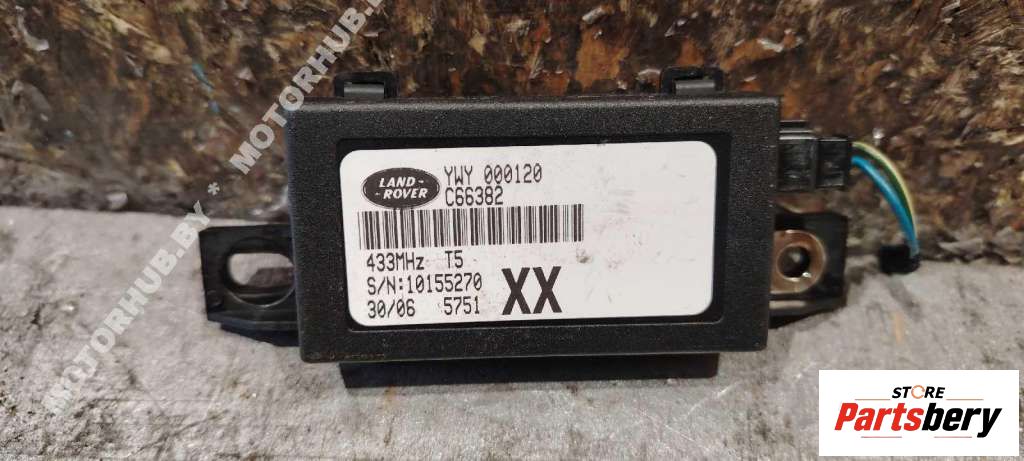 MOTORHUB.BY * MOTORHUB.BY
LAND-
-ROVER
YWY 000120
C66382
433MHz T5
S/N:10155270
30/06 5751
XX
STORE
Partsbery